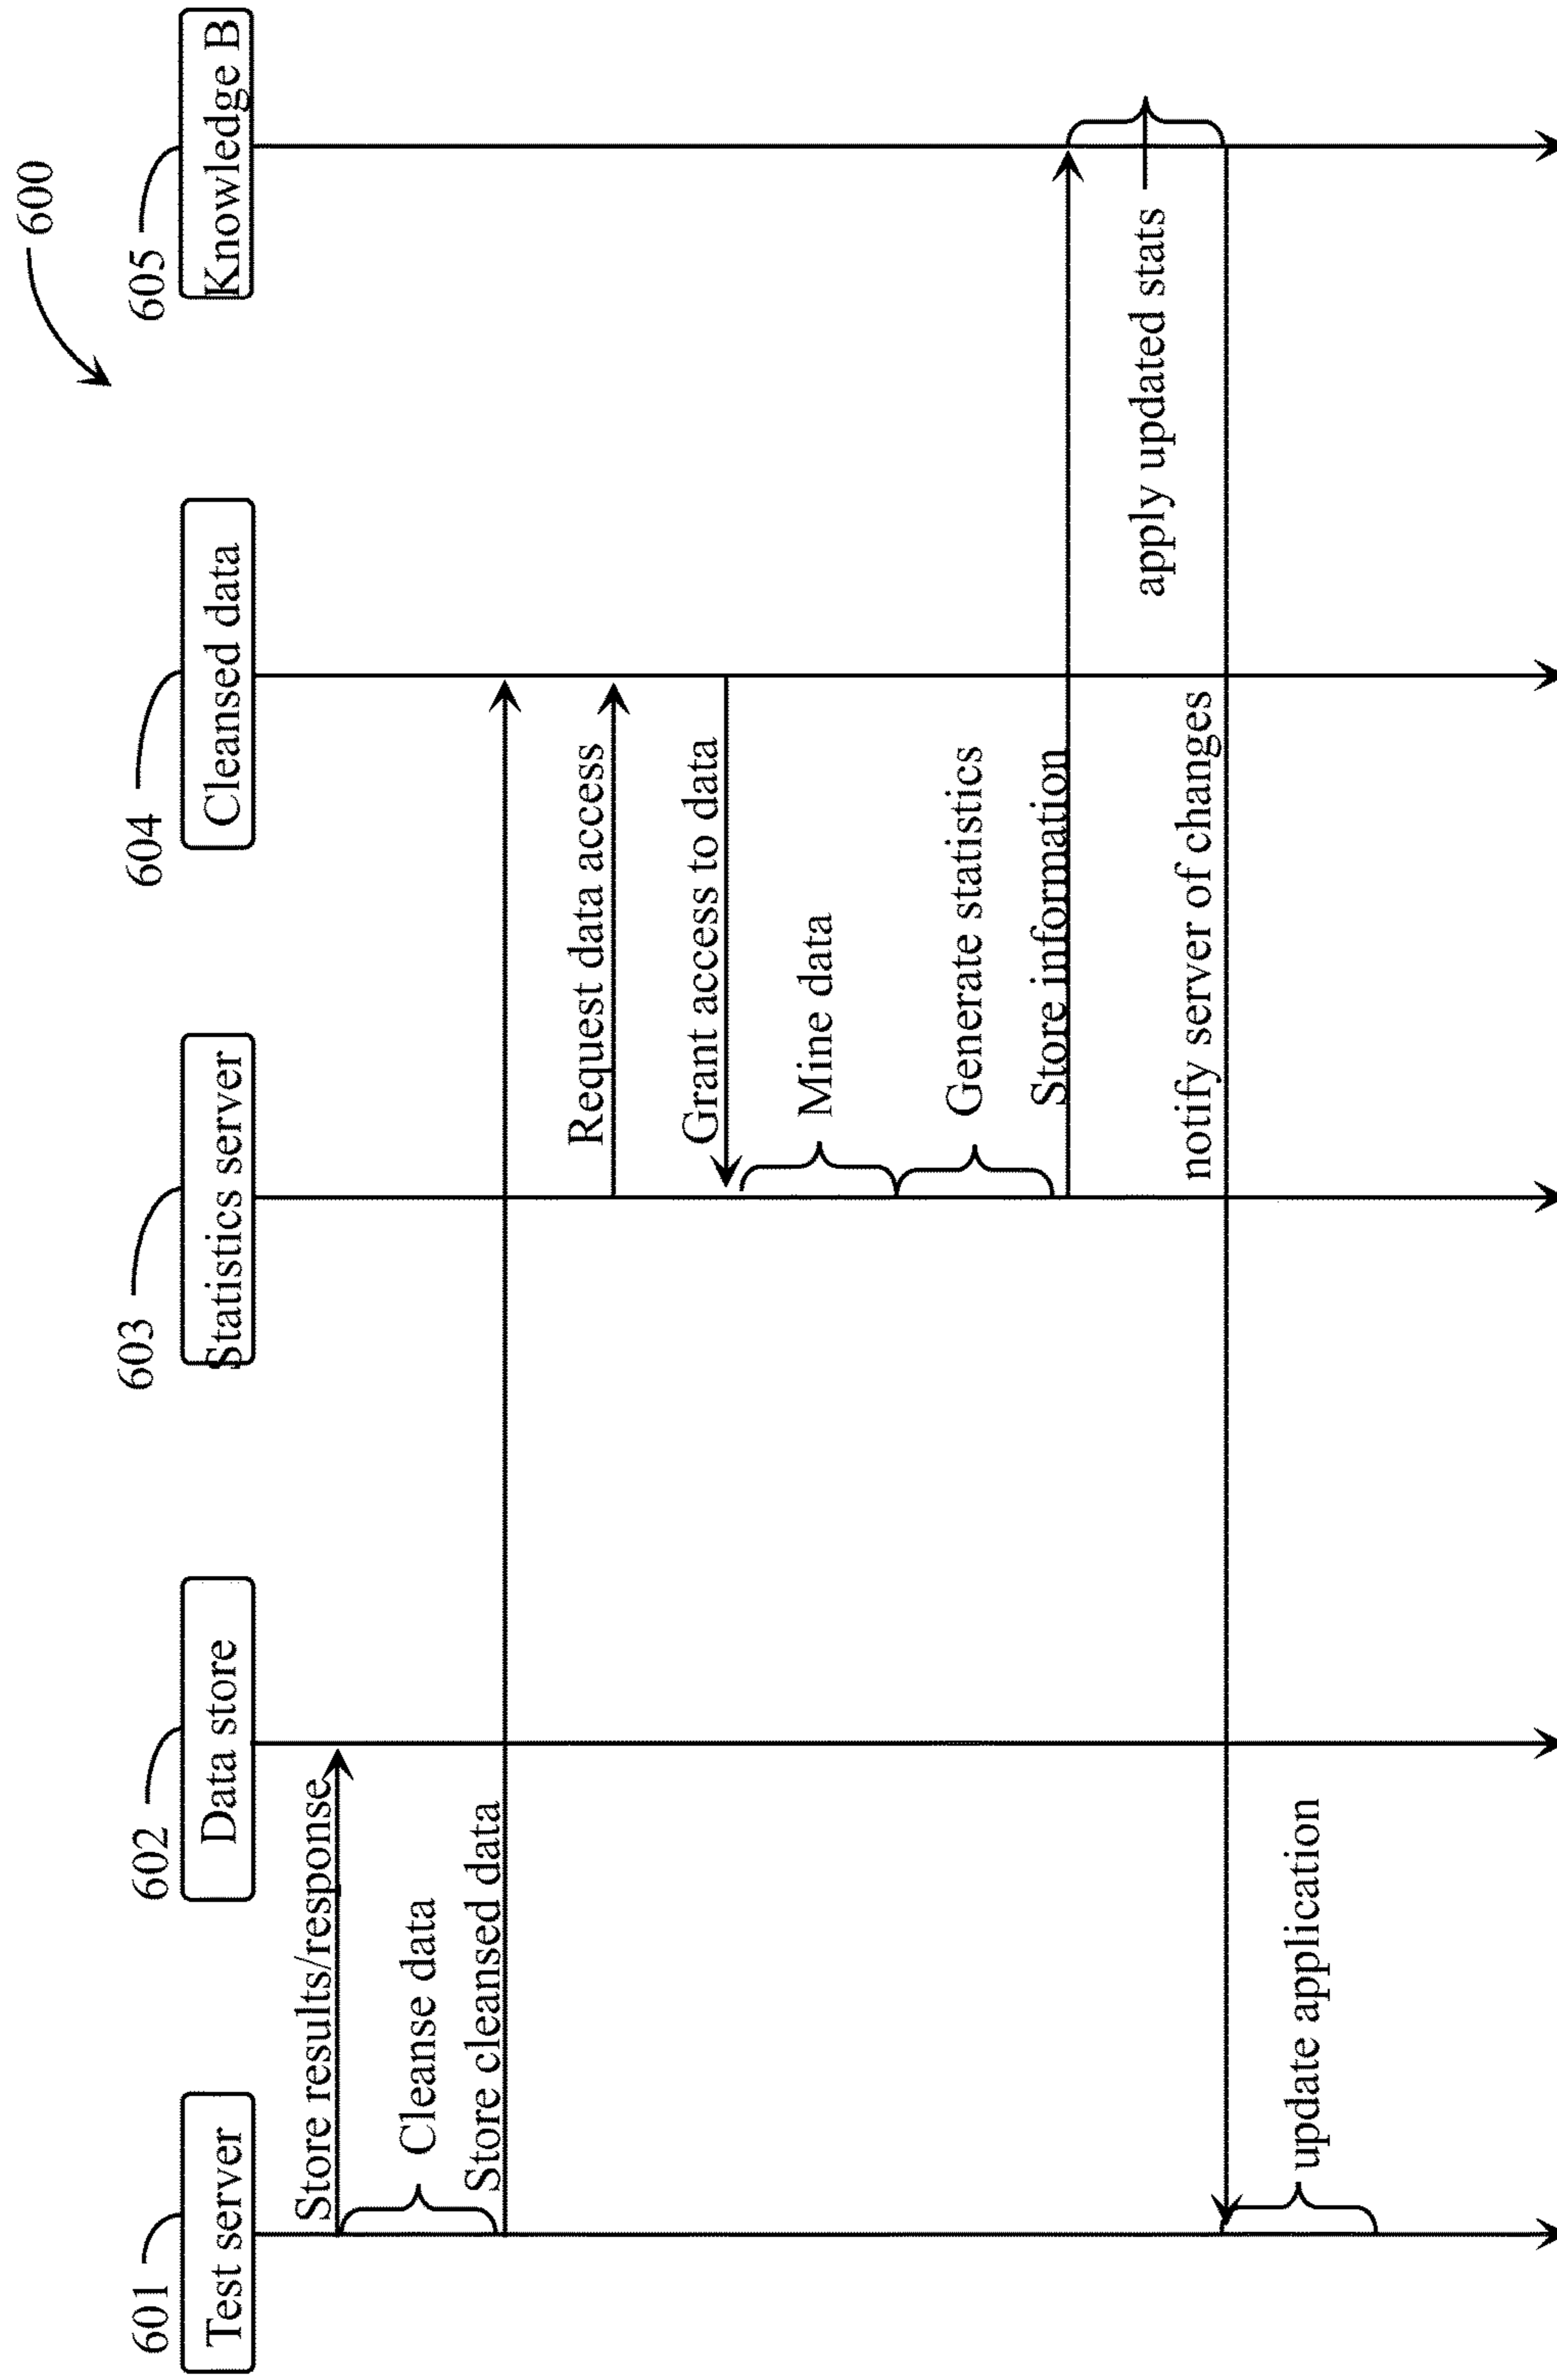 600
601
602
603
604
605
Test server
Data store
Statistics server
Cleansed data
Knowledge B
Store results/response
Cleanse data
Store cleansed data
Request data access
Grant access to data
Mine data
Generate statistics
Store information
apply updated stats
notify server of changes
update application